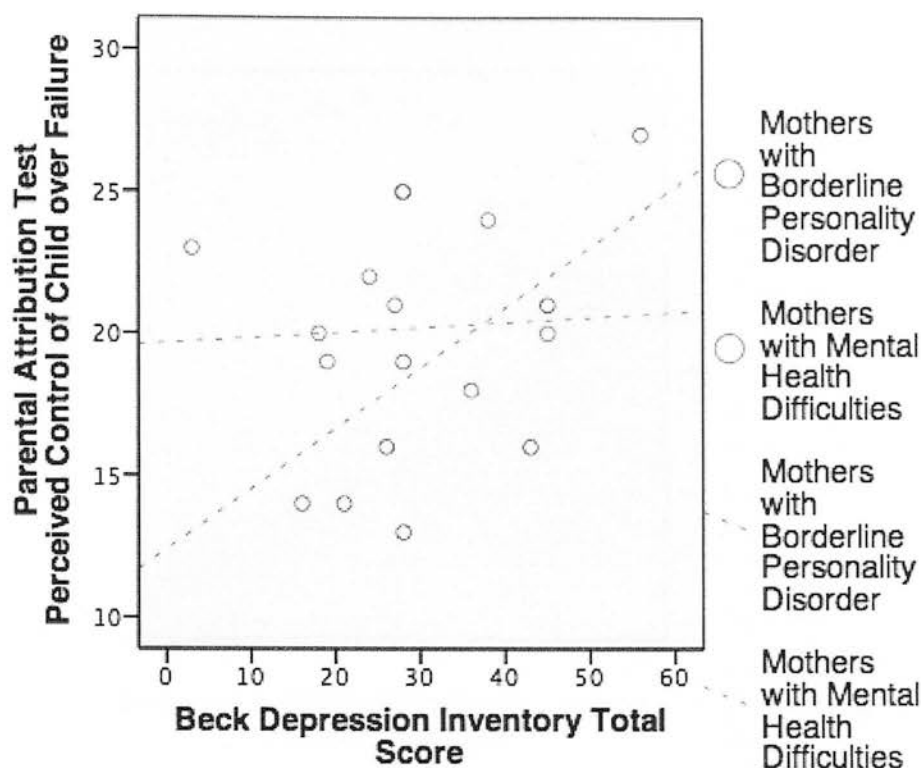 Parental Attribution Test
Perceived Control of Child over Failure
30
25
20
15
10
0 10 20 30 40 50 60
Beck Depression Inventory Total
Score
Mothers
with
Borderline
Personality
Disorder
Mothers
with Mental
Health
Difficulties
Mothers
with
Borderline
Personality
Disorder
Mothers
with Mental
Health
Difficulties